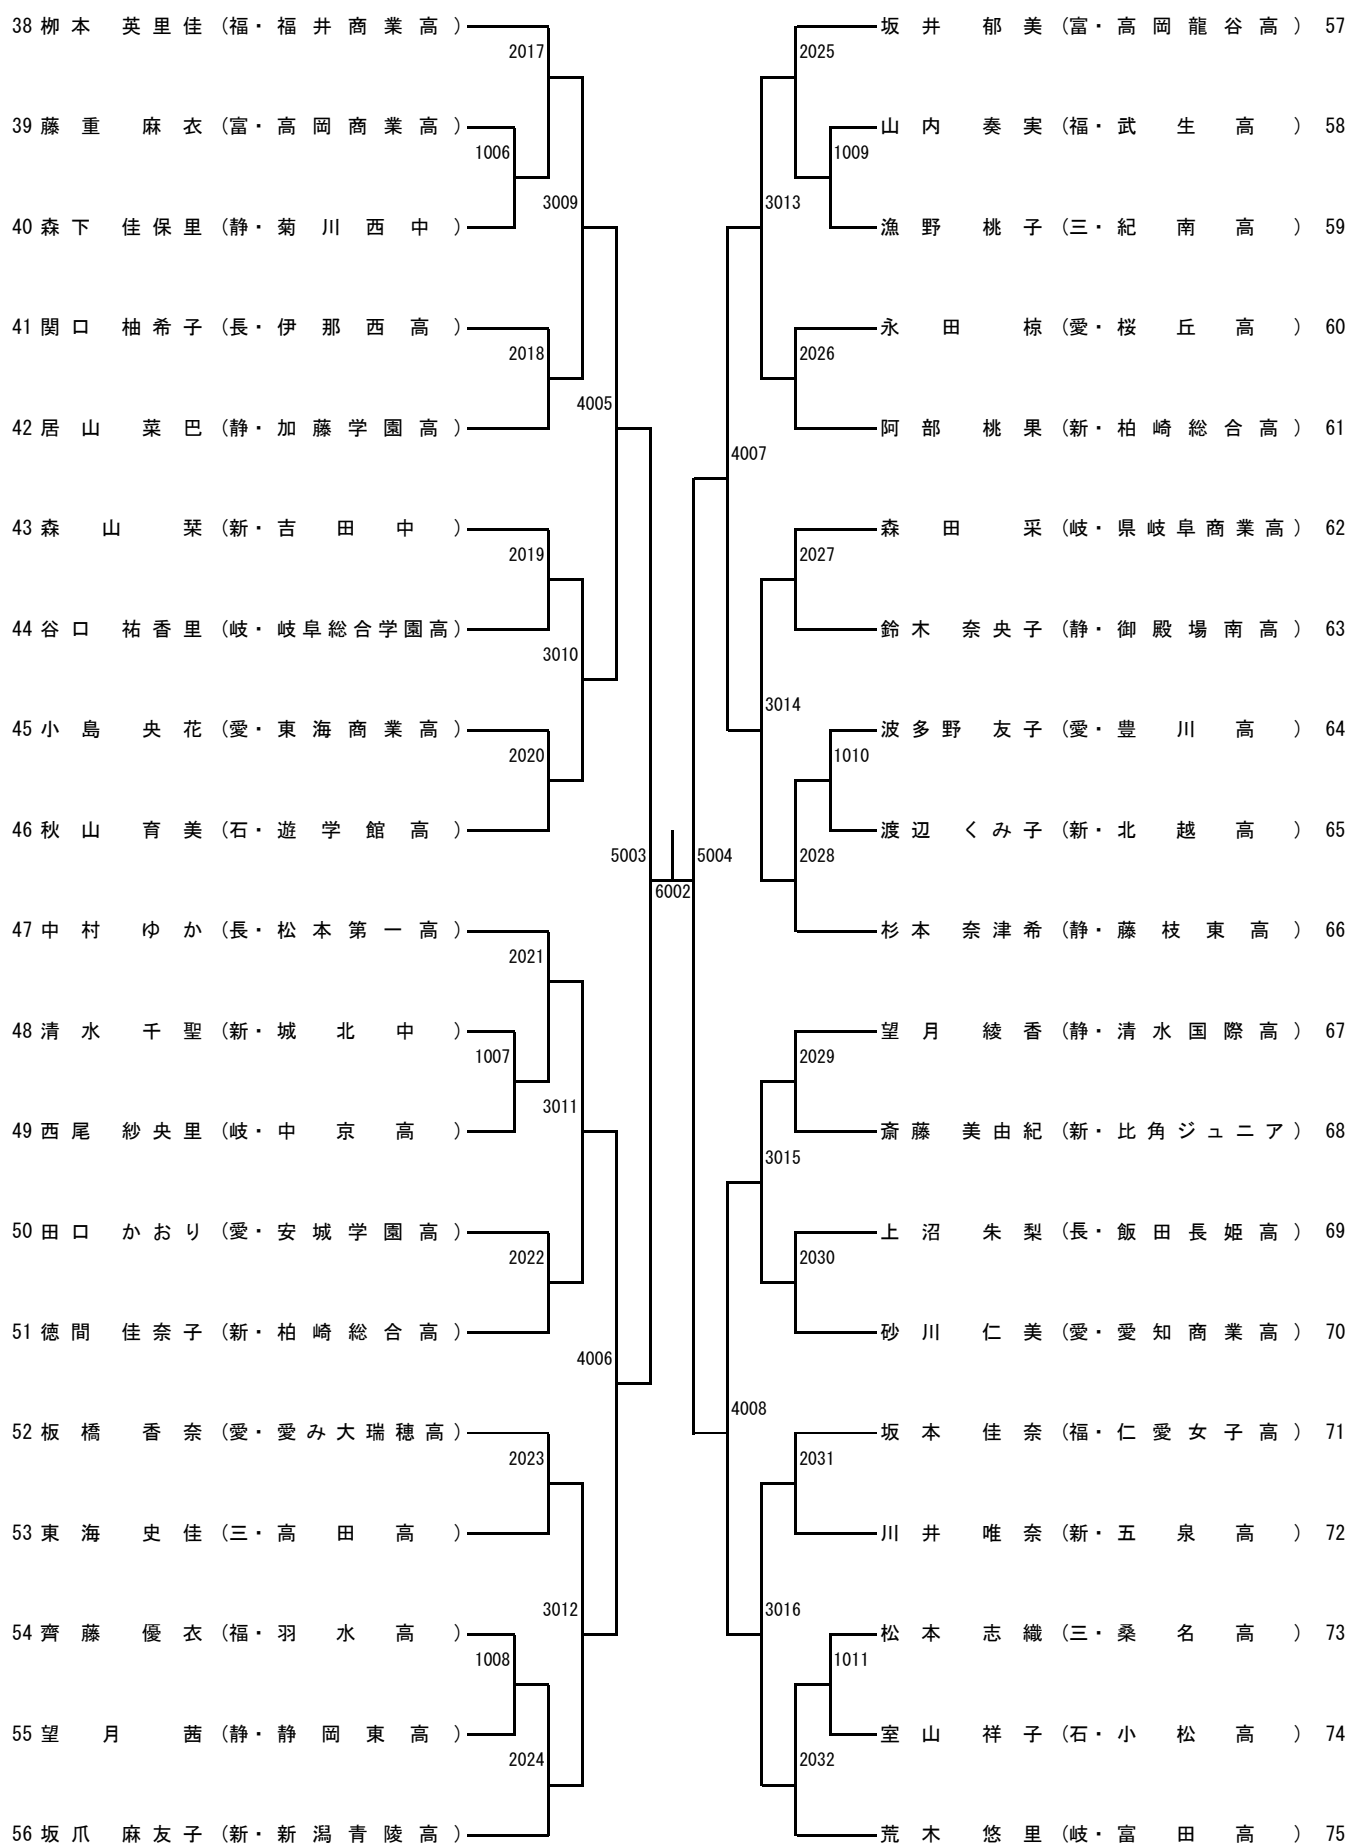 38 栁本 英里佳 (福・福井商業高)
2017
39 藤重 麻衣 (富・高岡商業高)
1006
40 森下 佳保里 (静・菊川西中)
3009
41 関口 柚希子 (長・伊那西高)
2018
42 居山 菜巴 (静・加藤学園高)
4005
43 森山 栞 (新・吉田中)
2019
44 谷口 祐香里 (岐・岐阜総合学園高)
3010
45 小島 央花 (愛・東海商業高)
2020
46 秋山 育美 (石・遊学館高)
5003
47 中村 ゆか (長・松本第一高)
2021
48 清水 千聖 (新・城北中)
1007
49 西尾 紗央里 (岐・中京高)
3011
50 田口 かおり (愛・安城学園高)
2022
51 徳間 佳奈子 (新・柏崎総合高)
4006
52 板橋 香奈 (愛・愛み大瑞穂高)
2023
53 東海 史佳 (三・高田高)
3012
54 齊藤 優衣 (福・羽水高)
1008
55 望月 茜 (静・静岡東高)
2024
56 坂爪 麻友子 (新・新潟青陵高)
6002
坂井 郁美 (富・高岡龍谷高) 57
2025
山内 奏実 (福・武生高) 58
1009
漁野 桃子 (三・紀南高) 59
3013
永田 椋 (愛・桜丘高) 60
2026
阿部 桃果 (新・柏崎総合高) 61
4007
森田 采 (岐・県岐阜商業高) 62
2027
鈴木 奈央子 (静・御殿場南高) 63
3014
波多野 友子 (愛・豊川高) 64
1010
渡辺 くみ子 (新・北越高) 65
2028
杉本 奈津希 (静・藤枝東高) 66
5004
望月 綾香 (静・清水国際高) 67
2029
斎藤 美由紀 (新・比角ジュニア) 68
3015
上沼 朱梨 (長・飯田長姫高) 69
2030
砂川 仁美 (愛・愛知商業高) 70
4008
坂本 佳奈 (福・仁愛女子高) 71
2031
川井 唯奈 (新・五泉高) 72
3016
松本 志織 (三・桑名高) 73
1011
室山 祥子 (石・小松高) 74
2032
荒木 悠里 (岐・富田高) 75